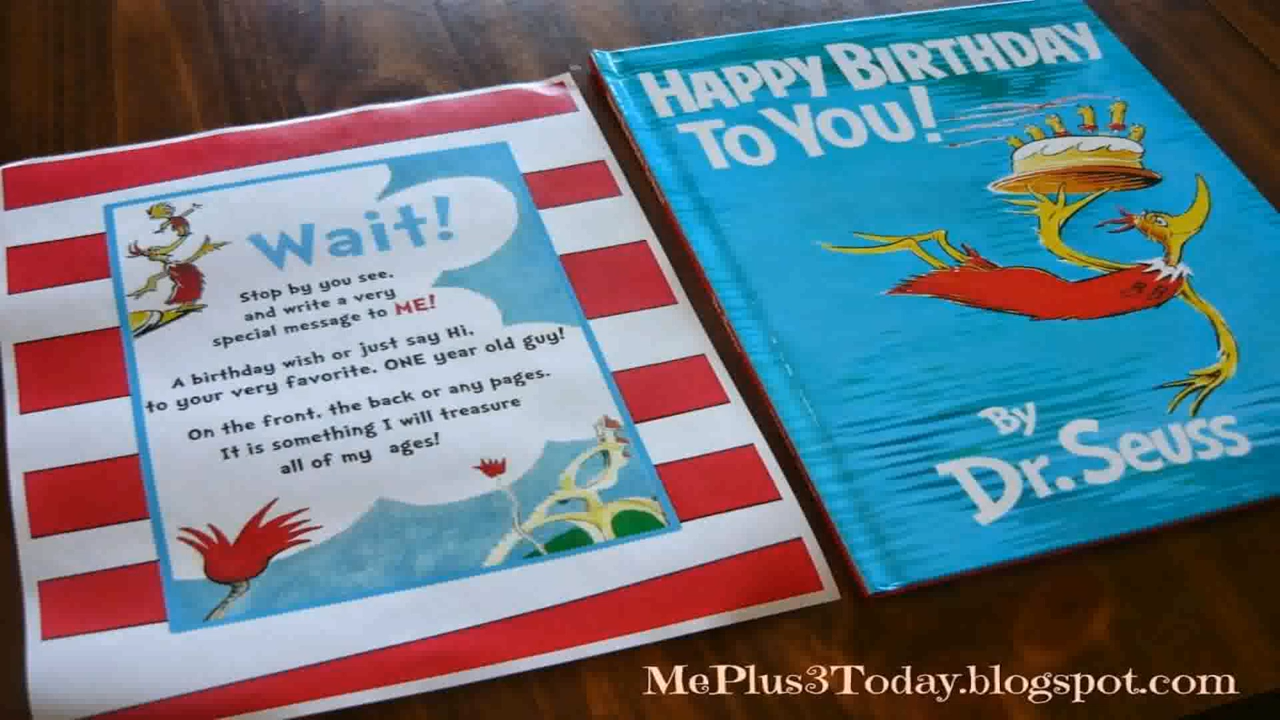 Wait!
Stop by you see,
and write a very
special message to ME!
A birthday wish or just say Hi,
to your very favorite, ONE year old guy!
On the front, the back or any pages.
It is something I will treasure
all of my ages!
HAPPY BIRTHDAY
TO YOU!
BB
By
Dr. Seuss
MePlus3Today.blogspot.com